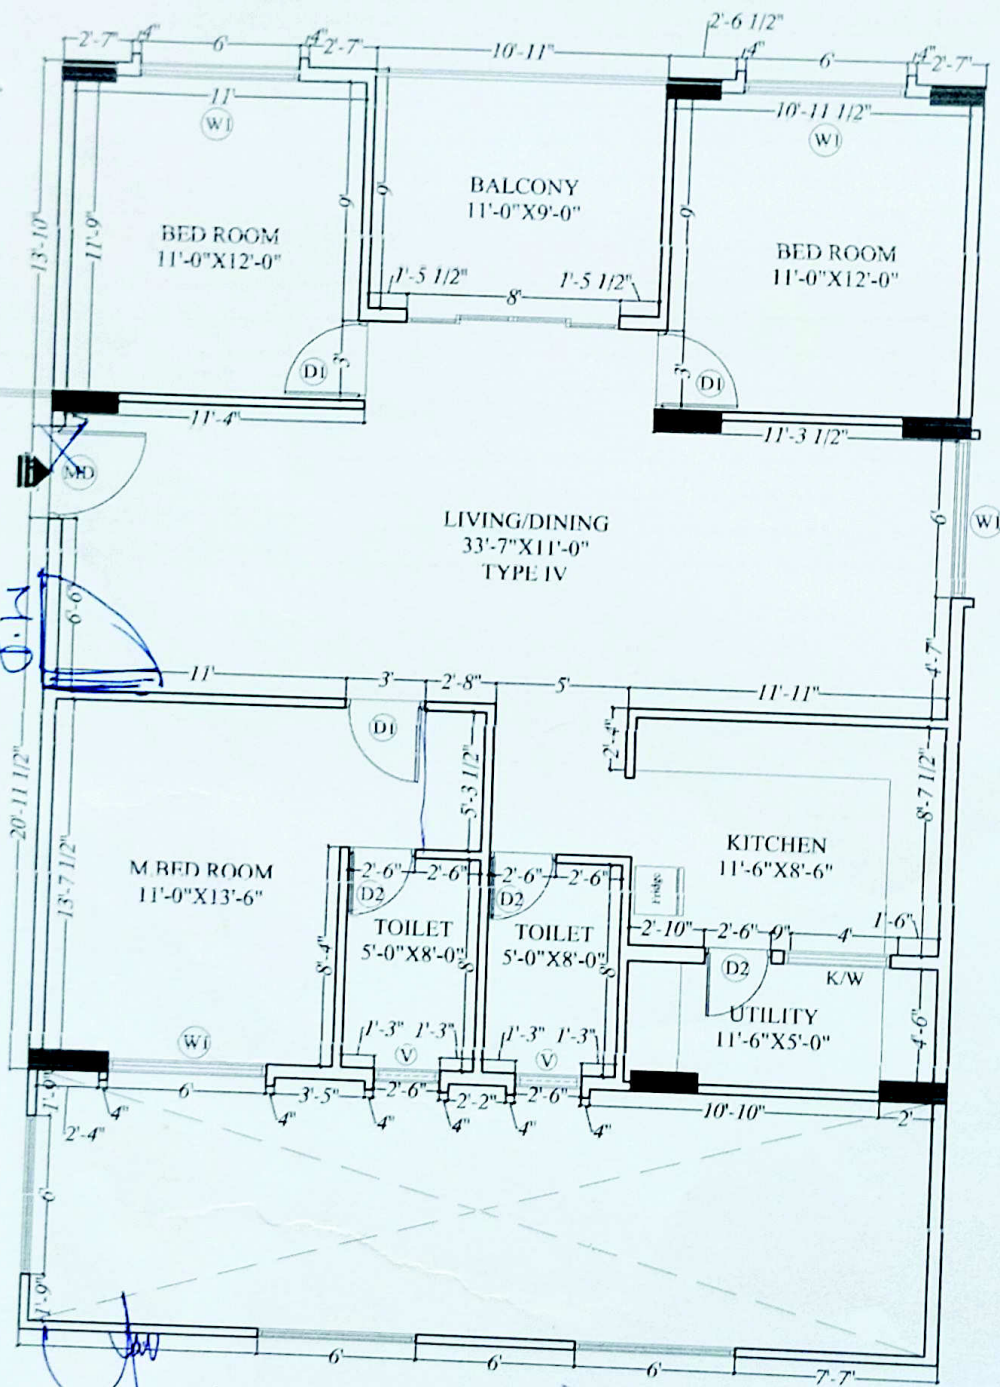 2'-6 1/2"
2'-7" 4" 6' 4" 2'-7" 10'-11" 4" 6' 4" 2'-7"
11' 10'-11 1/2"
W1 W1
BALCONY
11'-0"X9'-0"
9' 9' 9'
BED ROOM
11'-0"X12'-0"
BED ROOM
11'-0"X12'-0"
13'-10" 11'-9"
1'-5 1/2" 8' 1'-5 1/2"
D1 3' 3' D1
11'-4" 11'-3 1/2"
MD
LIVING/DINING
33'-7"X11'-0"
TYPE IV
6' W1
6'-6"
M.D
4'-7"
11' 3' 2'-8" 5' 11'-11"
D1
2'-4"
5'-3 1/2"
8'-7 1/2"
20'-11 1/2" 13'-7 1/2"
M.BED ROOM
11'-0"X13'-6"
KITCHEN
11'-6"X8'-6"
2'-6" 2'-6" 2'-6" 2'-6"
D2 D2
Fridge
TOILET
5'-0"X8'-0"
TOILET
5'-0"X8'-0"
8'-4" 8' 8'
2'-10" 2'-6" 9" 4' 1'-6"
D2 K/W
UTILITY
11'-6"X5'-0"
4'-6"
W1
1'-3" 1'-3" 1'-3" 1'-3"
V V
6' 3'-5" 2'-6" 2'-2" 2'-6" 10'-10" 2'
1'-9" 4" 4" 4" 4" 4" 4"
2'-4"
6'
1'-9"
6' 6' 6' 7'-7"